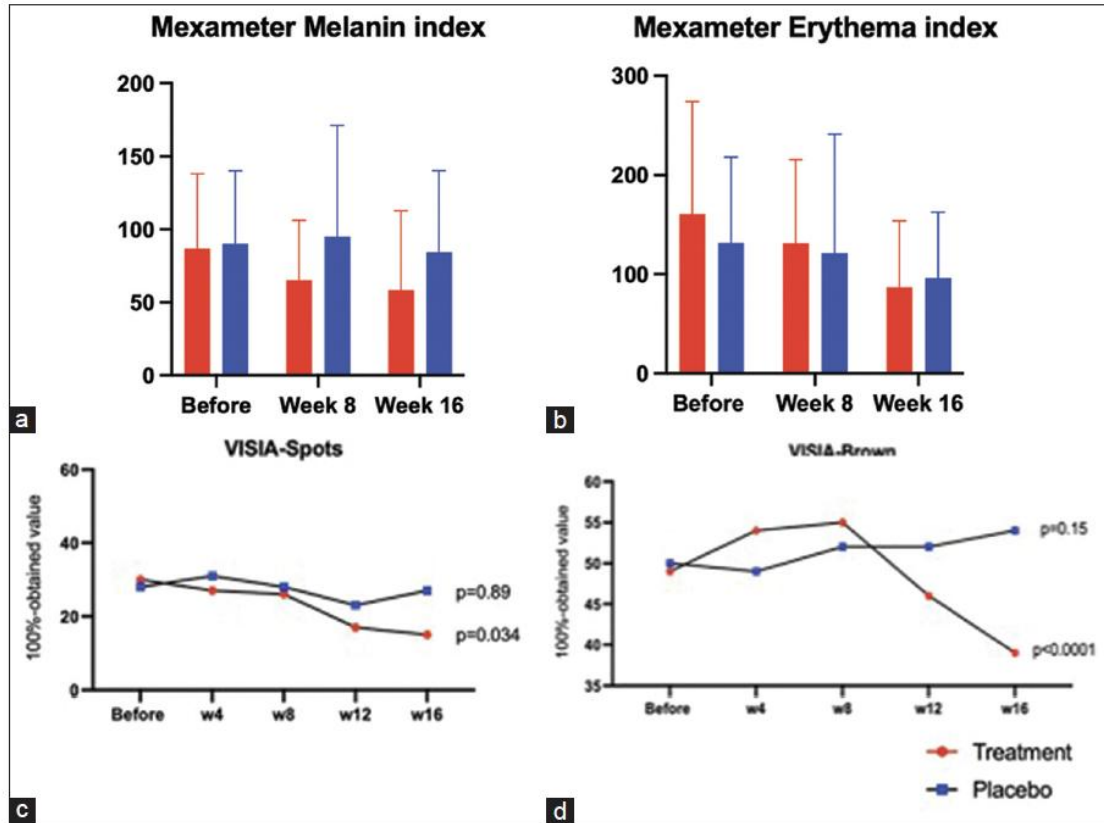 Mexameter Melanin index
200
150
100
50
0
Before Week 8 Week 16
a
Mexameter Erythema index
300
200
100
0
Before Week 8 Week 16
b
VISIA-Spots
100%-obtained value
60
40
20
0
p=0.89
p=0.034
Before w4 w8 w12 w16
c
VISIA-Brown
100%-obtained value
60
55
50
45
40
35
p=0.15
p<0.0001
Before w4 w8 w12 w16
Treatment
Placebo
d